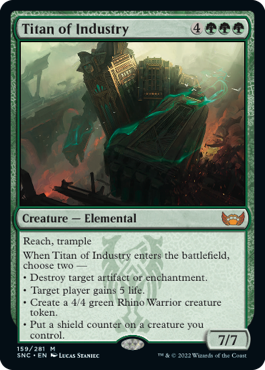 Titan of Industry 4
Creature — Elemental
Reach, trample
When Titan of Industry enters the battlefield,
choose two —
• Destroy target artifact or enchantment.
• Target player gains 5 life.
• Create a 4/4 green Rhino Warrior creature
token.
• Put a shield counter on a creature you
control.
7/7
159/281 M
SNC • EN LUCAS STANIEC ™ & © 2022 Wizards of the Coast